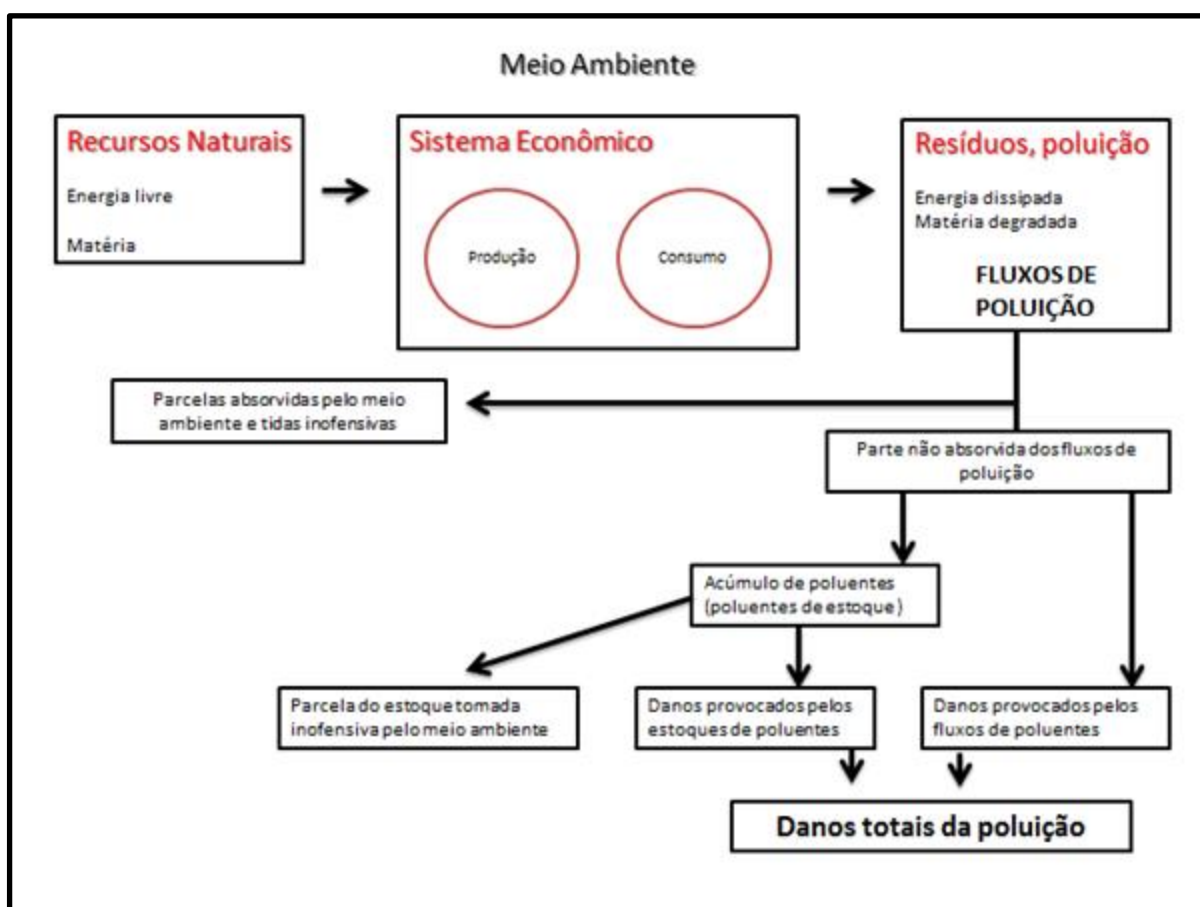 Meio Ambiente
Recursos Naturais
Energia livre
Matéria
Sistema Econômico
Produção
Consumo
Resíduos, poluição
Energia dissipada
Matéria degradada
FLUXOS DE
POLUIÇÃO
Parcelas absorvidas pelo meio
ambiente e tidas inofensivas
Parte não absorvida dos fluxos de
poluição
Acúmulo de poluentes
(poluentes de estoque)
Parcela do estoque tomada
inofensiva pelo meio ambiente
Danos provocados pelos
estoques de poluentes
Danos provocados pelos
fluxos de poluentes
Danos totais da poluição